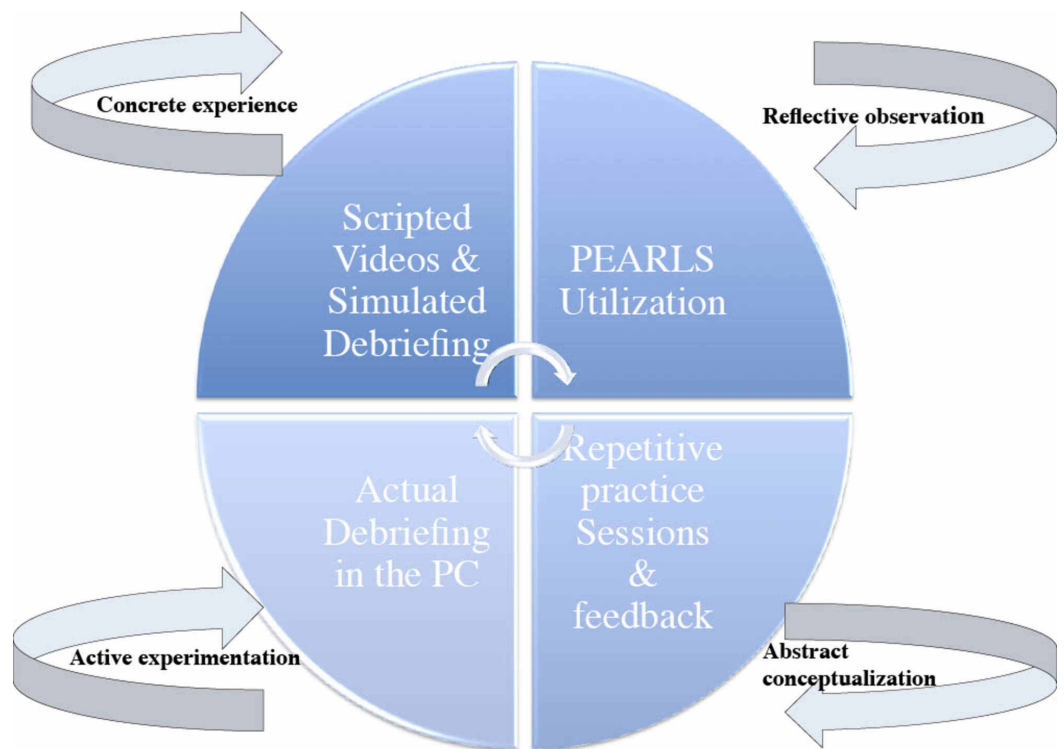 Concrete experience
Reflective observation
Scripted
Videos &
Simulated
Debriefing
PEARLS
Utilization
Actual
Debriefing
in the PC
Repetitive
practice
Sessions
&
feedback
Active experimentation
Abstract
conceptualization